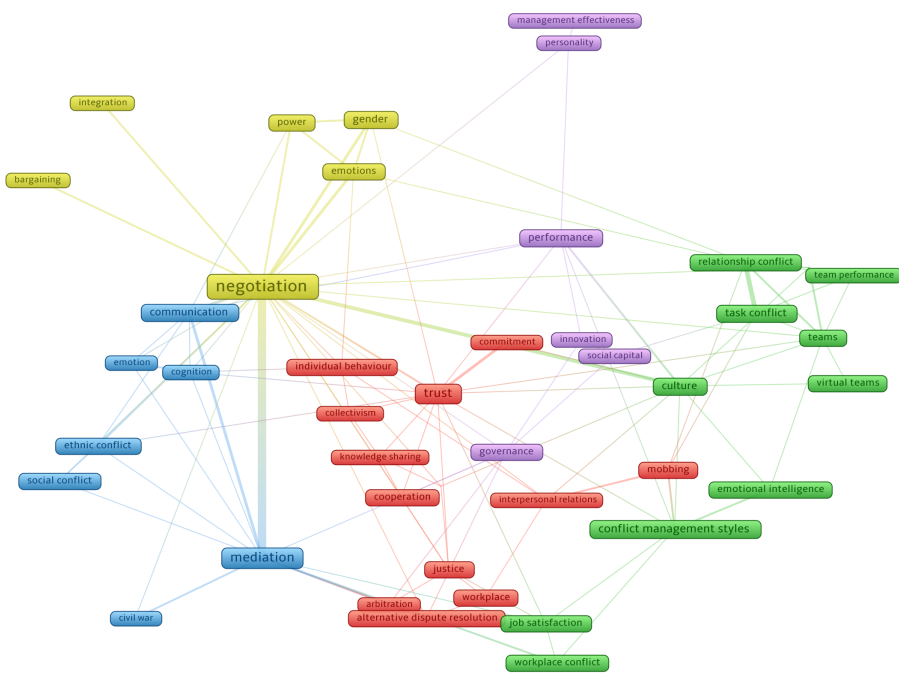 management effectiveness
personality
integration
power
gender
emotions
bargaining
performance
relationship conflict
team performance
negotiation
communication
task conflict
teams
commitment
innovation
social capital
emotion
cognition
individual behaviour
trust
culture
virtual teams
collectivism
ethnic conflict
knowledge sharing
governance
mobbing
social conflict
cooperation
interpersonal relations
emotional intelligence
conflict management styles
mediation
justice
workplace
arbitration
civil war
alternative dispute resolution
job satisfaction
workplace conflict